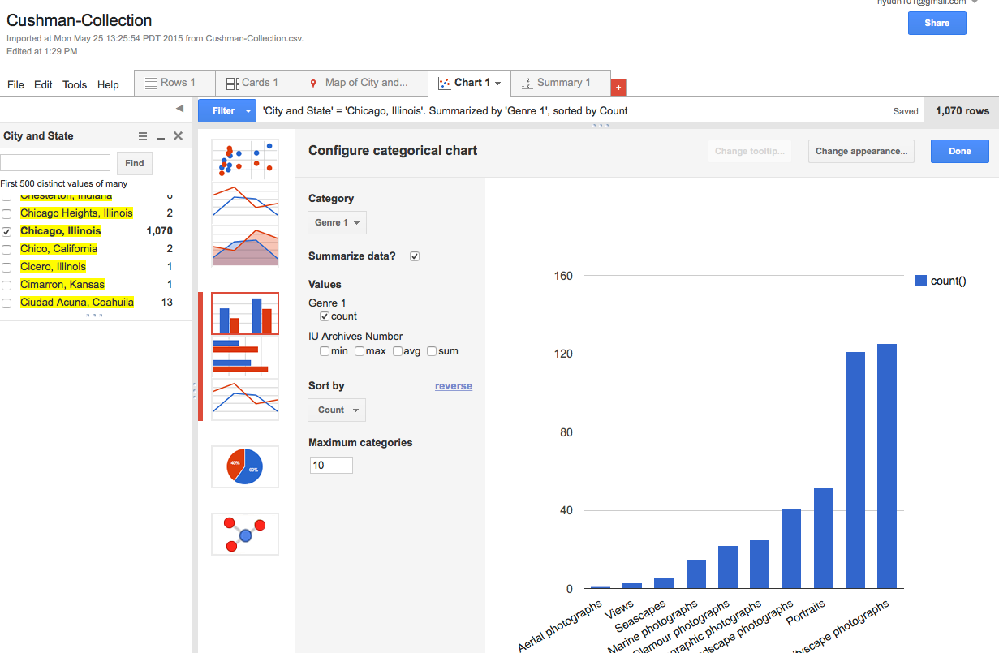 nyudh101@gmail.com
Cushman-Collection
Share
Imported at Mon May 25 13:25:54 PDT 2015 from Cushman-Collection.csv.
Edited at 1:29 PM
File Edit Tools Help
Rows 1
Cards 1
Map of City and...
Chart 1
Summary 1
+
Filter
'City and State' = 'Chicago, Illinois'. Summarized by 'Genre 1', sorted by Count
Saved
1,070 rows
City and State
Find
First 500 distinct values of many
Chesterton, Indiana 6
Chicago Heights, Illinois 2
Chicago, Illinois 1,070
Chico, California 2
Cicero, Illinois 1
Cimarron, Kansas 1
Ciudad Acuna, Coahuila 13
40%
60%
Configure categorical chart
Change tooltip...
Change appearance...
Done
Category
Genre 1
Summarize data?
Values
Genre 1
count
IU Archives Number
min max avg sum
Sort by
reverse
Count
Maximum categories
10
160
120
80
40
0
count()
Aerial photographs
Views
Seascapes
Marine photographs
Glamour photographs
graphic photographs
dscape photographs
Portraits
ityscape photographs